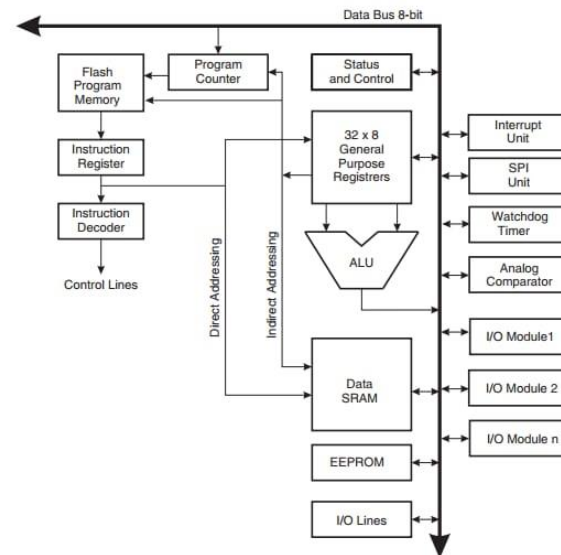 Data Bus 8-bit
Flash
Program
Memory
Program
Counter
Status
and Control
Instruction
Register
32 x 8
General
Purpose
Registrers
Instruction
Decoder
Control Lines
Direct Addressing
Indirect Addressing
ALU
Data
SRAM
EEPROM
I/O Lines
Interrupt
Unit
SPI
Unit
Watchdog
Timer
Analog
Comparator
I/O Module1
I/O Module 2
I/O Module n